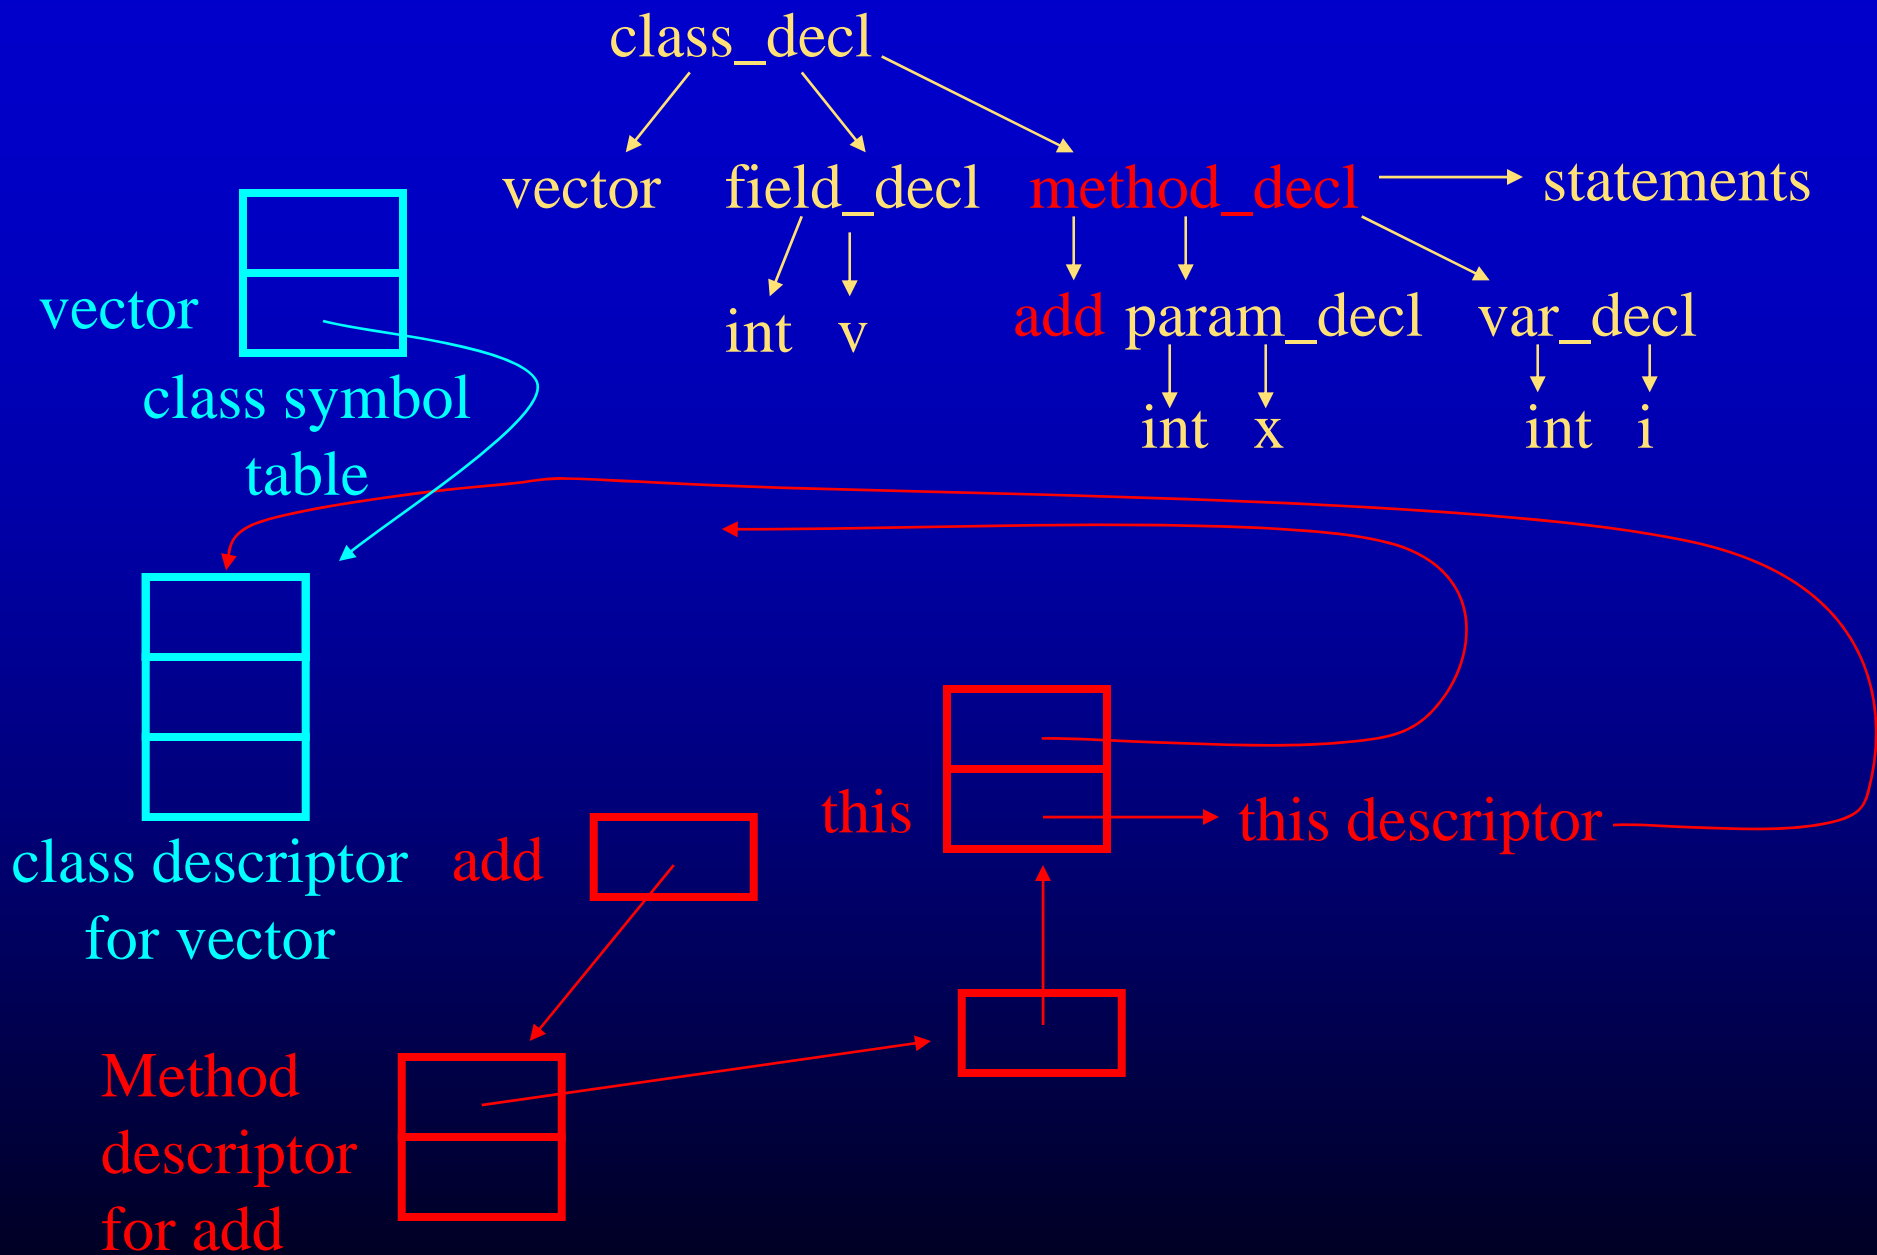 class_decl
vector field_decl method_decl statements
vector int v add param_decl var_decl
int x int i
class symbol
table
this this descriptor
class descriptor add
for vector
Method
descriptor
for add